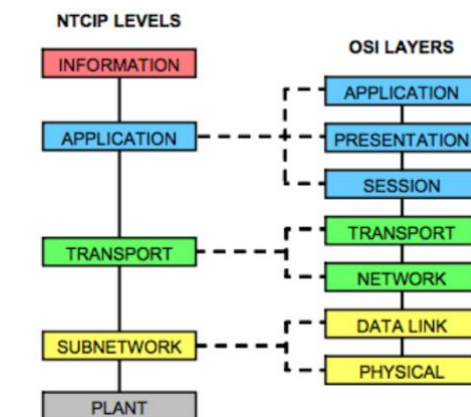 NTCIP LEVELS
INFORMATION
APPLICATION
TRANSPORT
SUBNETWORK
PLANT
OSI LAYERS
APPLICATION
PRESENTATION
SESSION
TRANSPORT
NETWORK
DATA LINK
PHYSICAL